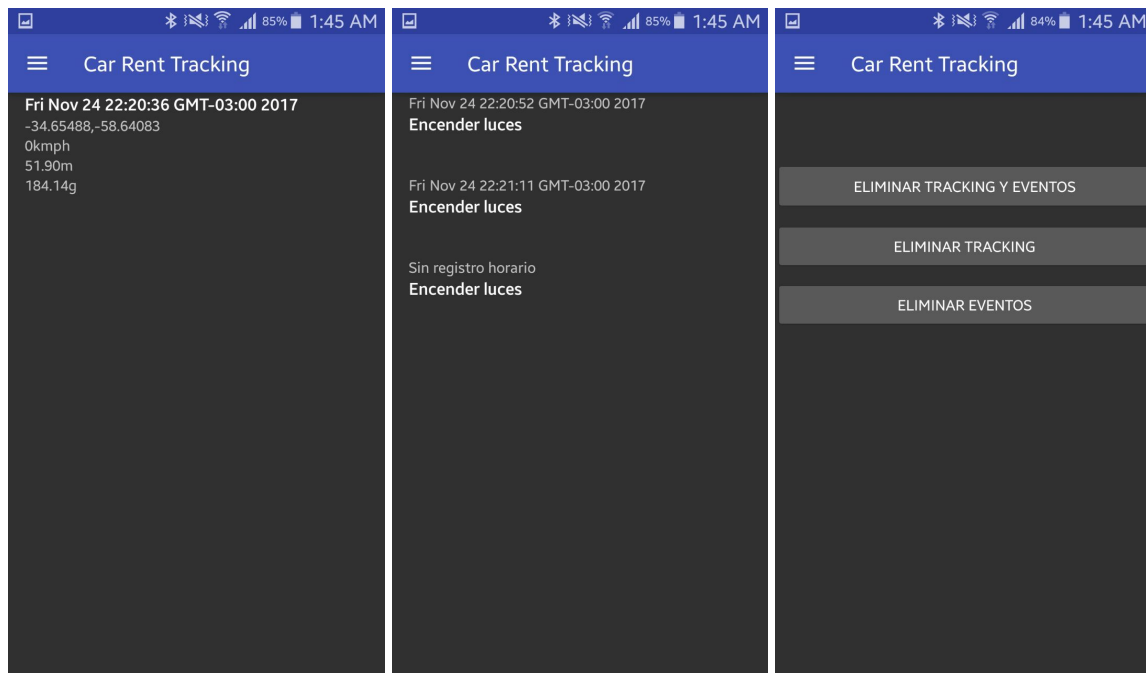 85% 1:45 AM
Car Rent Tracking
Fri Nov 24 22:20:36 GMT-03:00 2017
-34.65488,-58.64083
0kmph
51.90m
184.14g
85% 1:45 AM
Car Rent Tracking
Fri Nov 24 22:20:52 GMT-03:00 2017
Encender luces
Fri Nov 24 22:21:11 GMT-03:00 2017
Encender luces
Sin registro horario
Encender luces
84% 1:45 AM
Car Rent Tracking
ELIMINAR TRACKING Y EVENTOS
ELIMINAR TRACKING
ELIMINAR EVENTOS